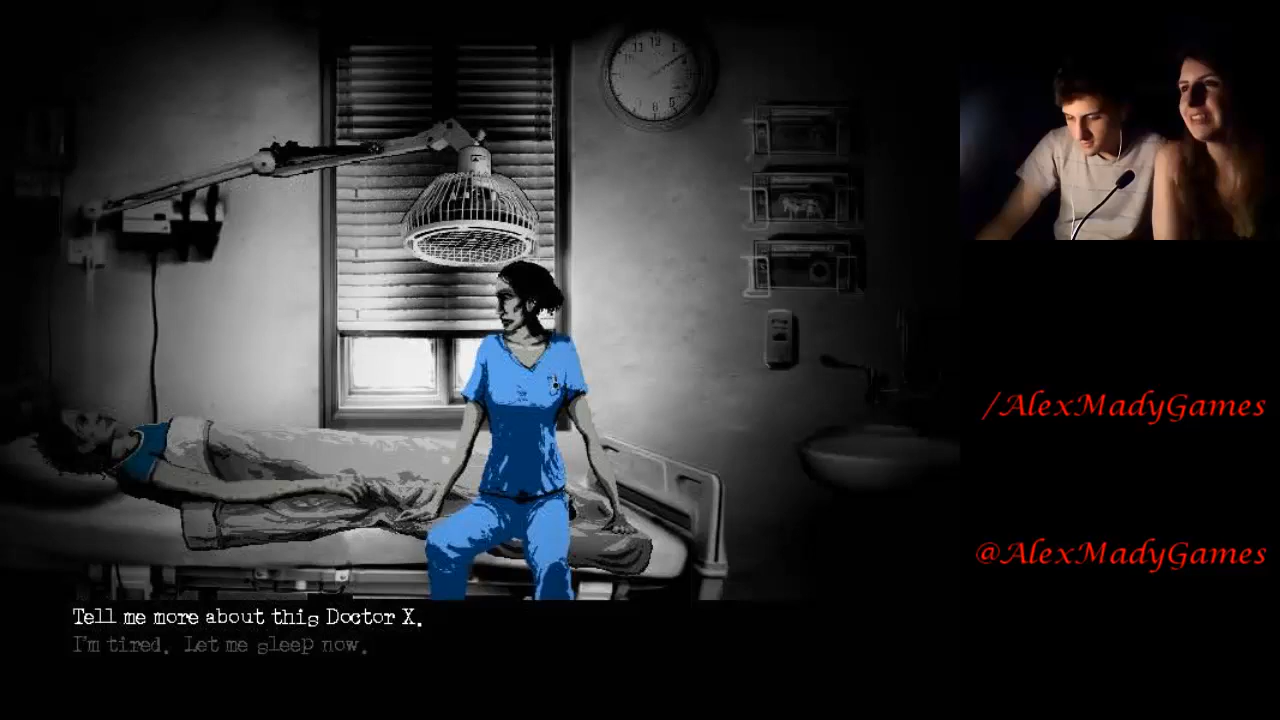 /AlexMadyGames
@AlexMadyGames
Tell me more about this Doctor X.
I'm tired. Let me sleep now.